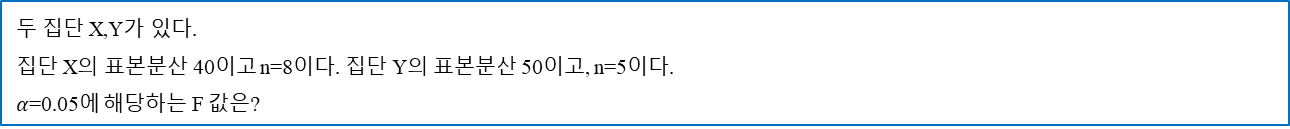 두 집단 X,Y가 있다.
집단 X의 표본분산 40이고 n=8이다. 집단 Y의 표본분산 50이고, n=5이다.
𝛼=0.05에 해당하는 F 값은?